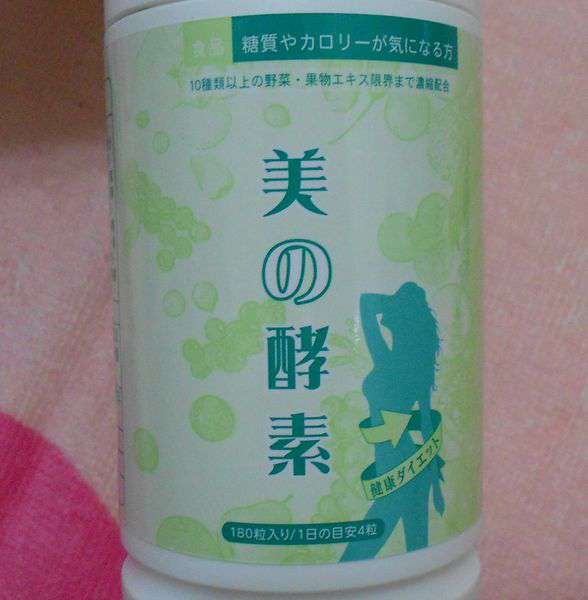 食品 糖質やカロリーが気になる方
10種類以上の野菜・果物エキス限界まで濃縮配合
美の酵素
健康ダイエット
180粒入り/1日の目安4粒